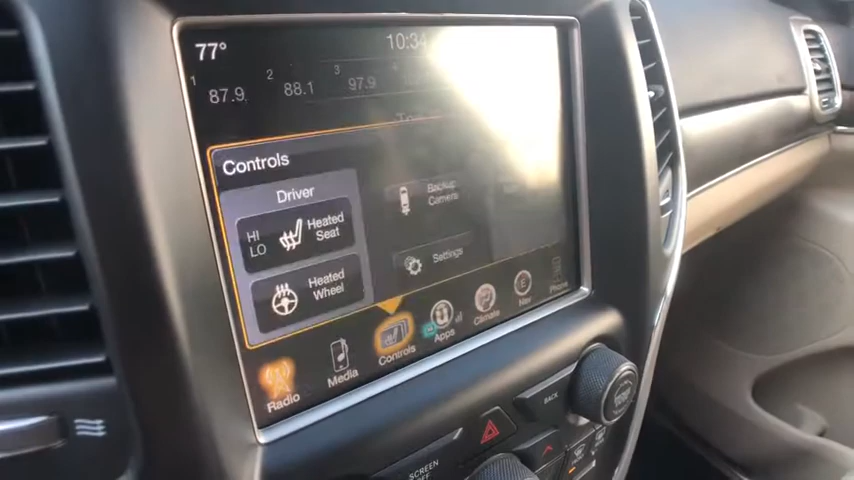 77° 10:34
1 87.9 2 88.1 3 97.9
Controls
Driver
HI
LO
Heated
Seat
Backup
Camera
Heated
Wheel
Settings
Radio Media Controls Apps Climate Nav Phone
E
BACK
SCREEN
OFF